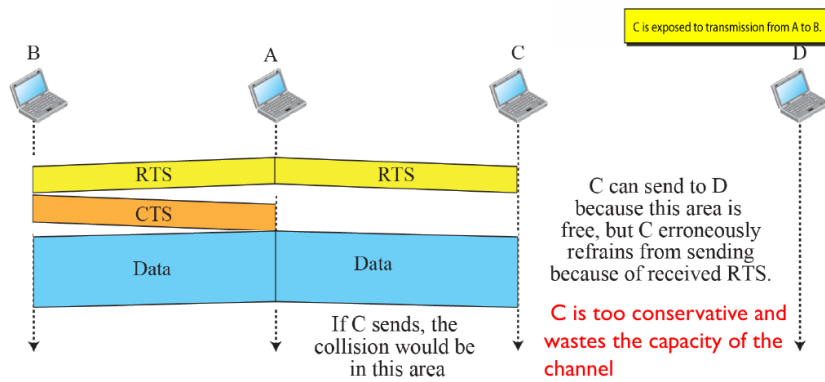 C is exposed to transmission from A to B.
B
A
C
D
RTS
RTS
CTS
Data
Data
C can send to D
because this area is
free, but C erroneously
refrains from sending
because of received RTS.
If C sends, the
collision would be
in this area
C is too conservative and
wastes the capacity of the
channel